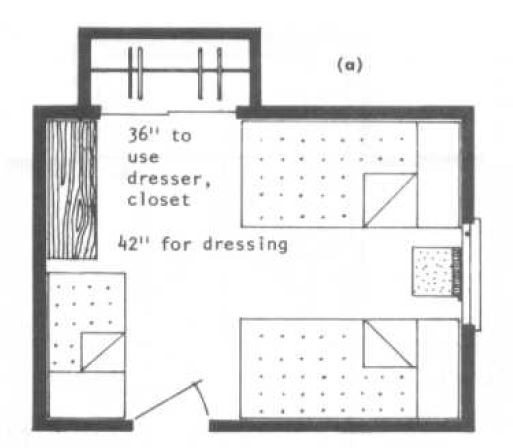 (a)
36" to
use
dresser,
closet
42" for dressing